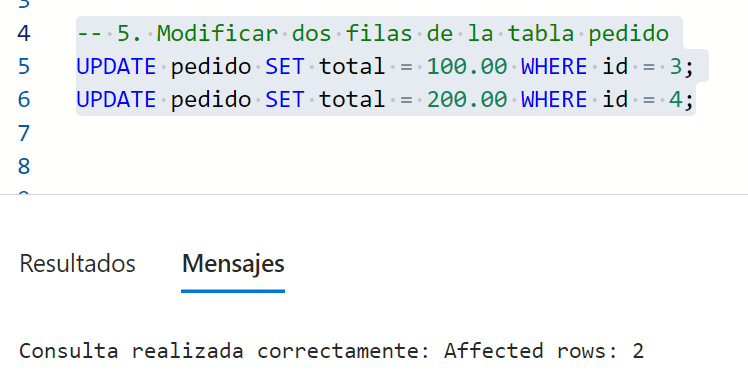 4 -- 5. Modificar dos filas de la tabla pedido
5 UPDATE pedido SET total = 100.00 WHERE id = 3;
6 UPDATE pedido SET total = 200.00 WHERE id = 4;
7
8
Resultados Mensajes
Consulta realizada correctamente: Affected rows: 2